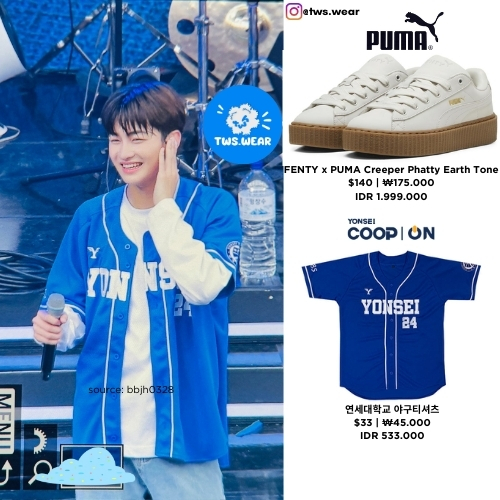 @tws.wear
PUMA
TWS.WEAR
FENTY x PUMA Creeper Phatty Earth Tone
$140 | ₩175.000
IDR 1.999.000
YONSEI
COOP | ON
YONSEI
24
YONSEI
24
source: bbjh0328
MENU
연세대학교 야구티셔츠
$33 | ₩45.000
IDR 533.000